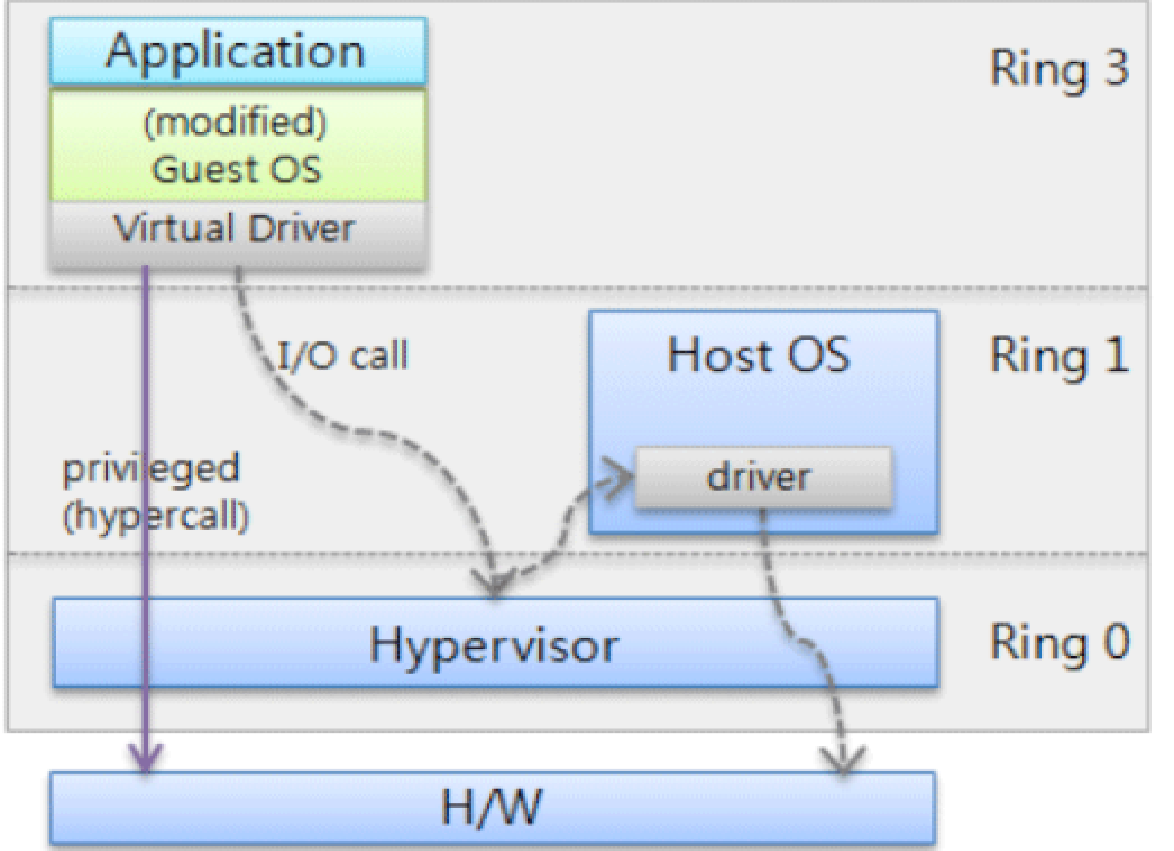 Application
Ring 3
(modified)
Guest OS
Virtual Driver
I/O call
Host OS
Ring 1
privileged
(hypercall)
driver
Hypervisor
Ring 0
H/W